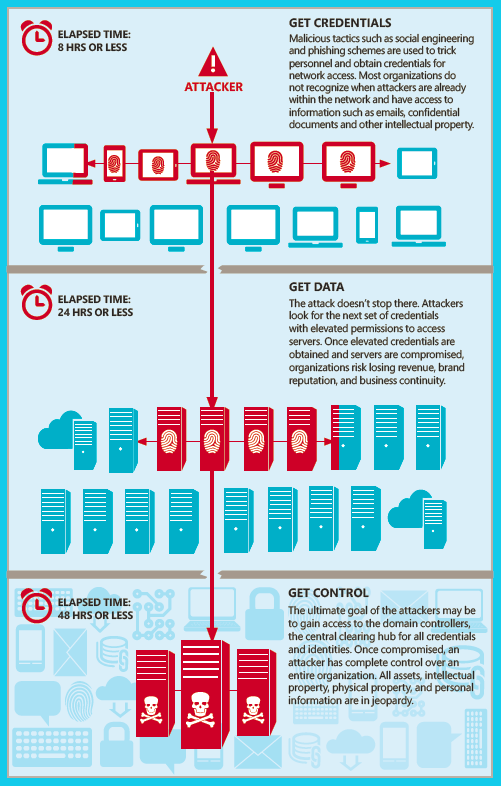 ELAPSED TIME:
8 HRS OR LESS
ATTACKER
GET CREDENTIALS
Malicious tactics such as social engineering
and phishing schemes are used to trick
personnel and obtain credentials for
network access. Most organizations do
not recognize when attackers are already
within the network and have access to
information such as emails, confidential
documents and other intellectual property.
ELAPSED TIME:
24 HRS OR LESS
GET DATA
The attack doesn't stop there. Attackers
look for the next set of credentials
with elevated permissions to access
servers. Once elevated credentials are
obtained and servers are compromised,
organizations risk losing revenue, brand
reputation, and business continuity.
ELAPSED TIME:
48 HRS OR LESS
GET CONTROL
The ultimate goal of the attackers may be
to gain access to the domain controllers,
the central clearing hub for all credentials
and identities. Once compromised, an
attacker has complete control over an
entire organization. All assets, intellectual
property, physical property, and personal
information are in jeopardy.